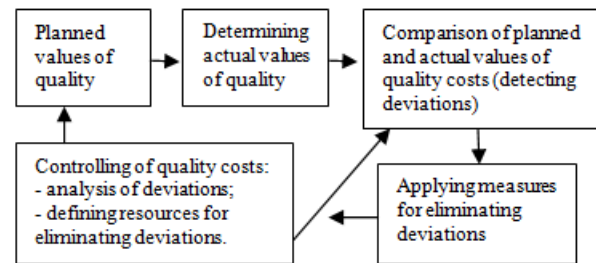 Planned
values of
quality
Determining
actual values
of quality
Comparison of planned
and actual values of
quality costs (detecting
deviations)
Controlling of quality costs:
- analysis of deviations;
- defining resources for
eliminating deviations.
Applying measures
for eliminating
deviations